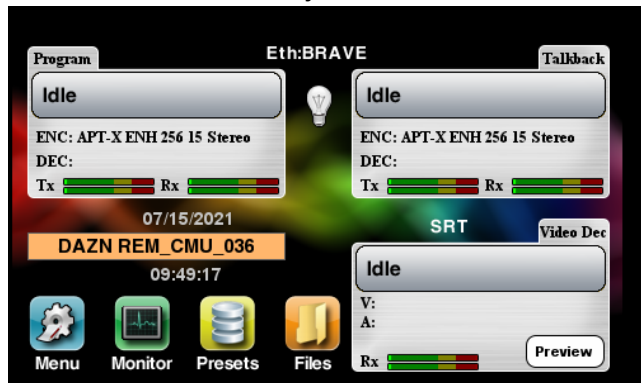 Eth:BRAVE
Program
Idle
ENC: APT-X ENH 256 15 Stereo
DEC:
Tx Rx
Talkback
Idle
ENC: APT-X ENH 256 15 Stereo
DEC:
Tx Rx
07/15/2021
DAZN REM_CMU_036
09:49:17
SRT
Video Dec
Idle
V:
A:
Rx
Preview
Menu Monitor Presets Files